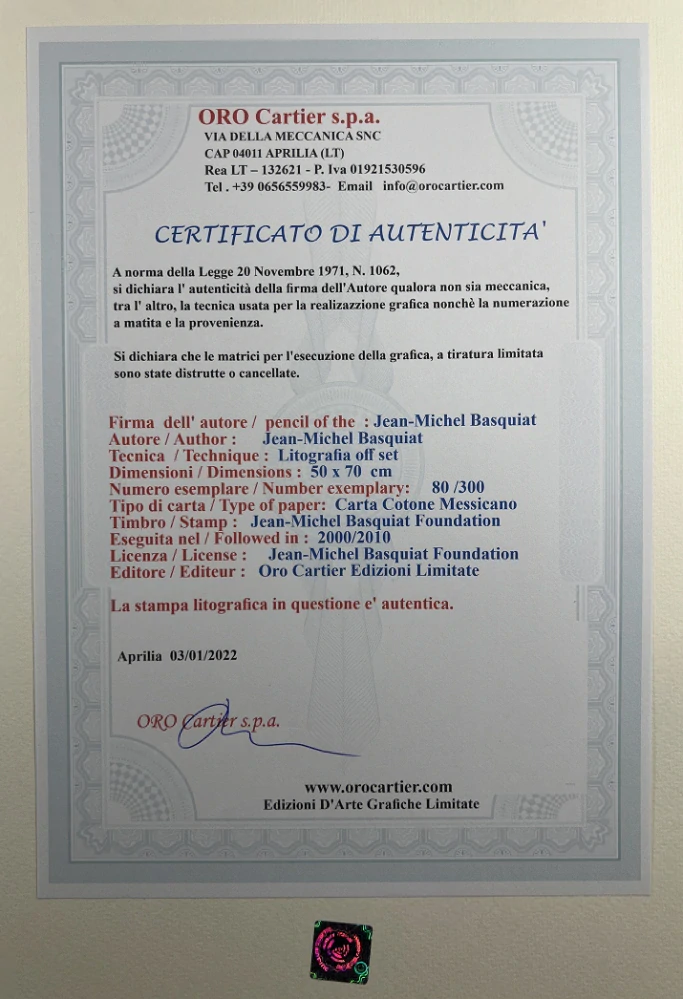 ORO Cartier s.p.a.
VIA DELLA MECCANICA SNC
CAP 04011 APRILIA (LT)
Rea LT – 132621 - P. Iva 01921530596
Tel . +39 0656559983- Email info@orocartier.com
CERTIFICATO DI AUTENTICITA'
A norma della Legge 20 Novembre 1971, N. 1062,
si dichiara l' autenticità della firma dell'Autore qualora non sia meccanica,
tra l' altro, la tecnica usata per la realizazzione grafica nonchè la numerazione
a matita e la provenienza.
Si dichiara che le matrici per l'esecuzione della grafica, a tiratura limitata
sono state distrutte o cancellate.
Firma dell' autore / pencil of the : Jean-Michel Basquiat
Autore / Author : Jean-Michel Basquiat
Tecnica / Technique : Litografia off set
Dimensioni / Dimensions : 50 x 70 cm
Numero esemplare / Number exemplary: 80 /300
Tipo di carta / Type of paper: Carta Cotone Messicano
Timbro / Stamp : Jean-Michel Basquiat Foundation
Eseguita nel / Followed in : 2000/2010
Licenza / License : Jean-Michel Basquiat Foundation
Editore / Editeur : Oro Cartier Edizioni Limitate
La stampa litografica in questione e' autentica.
Aprilia 03/01/2022
ORO Cartier s.p.a.
www.orocartier.com
Edizioni D'Arte Grafiche Limitate